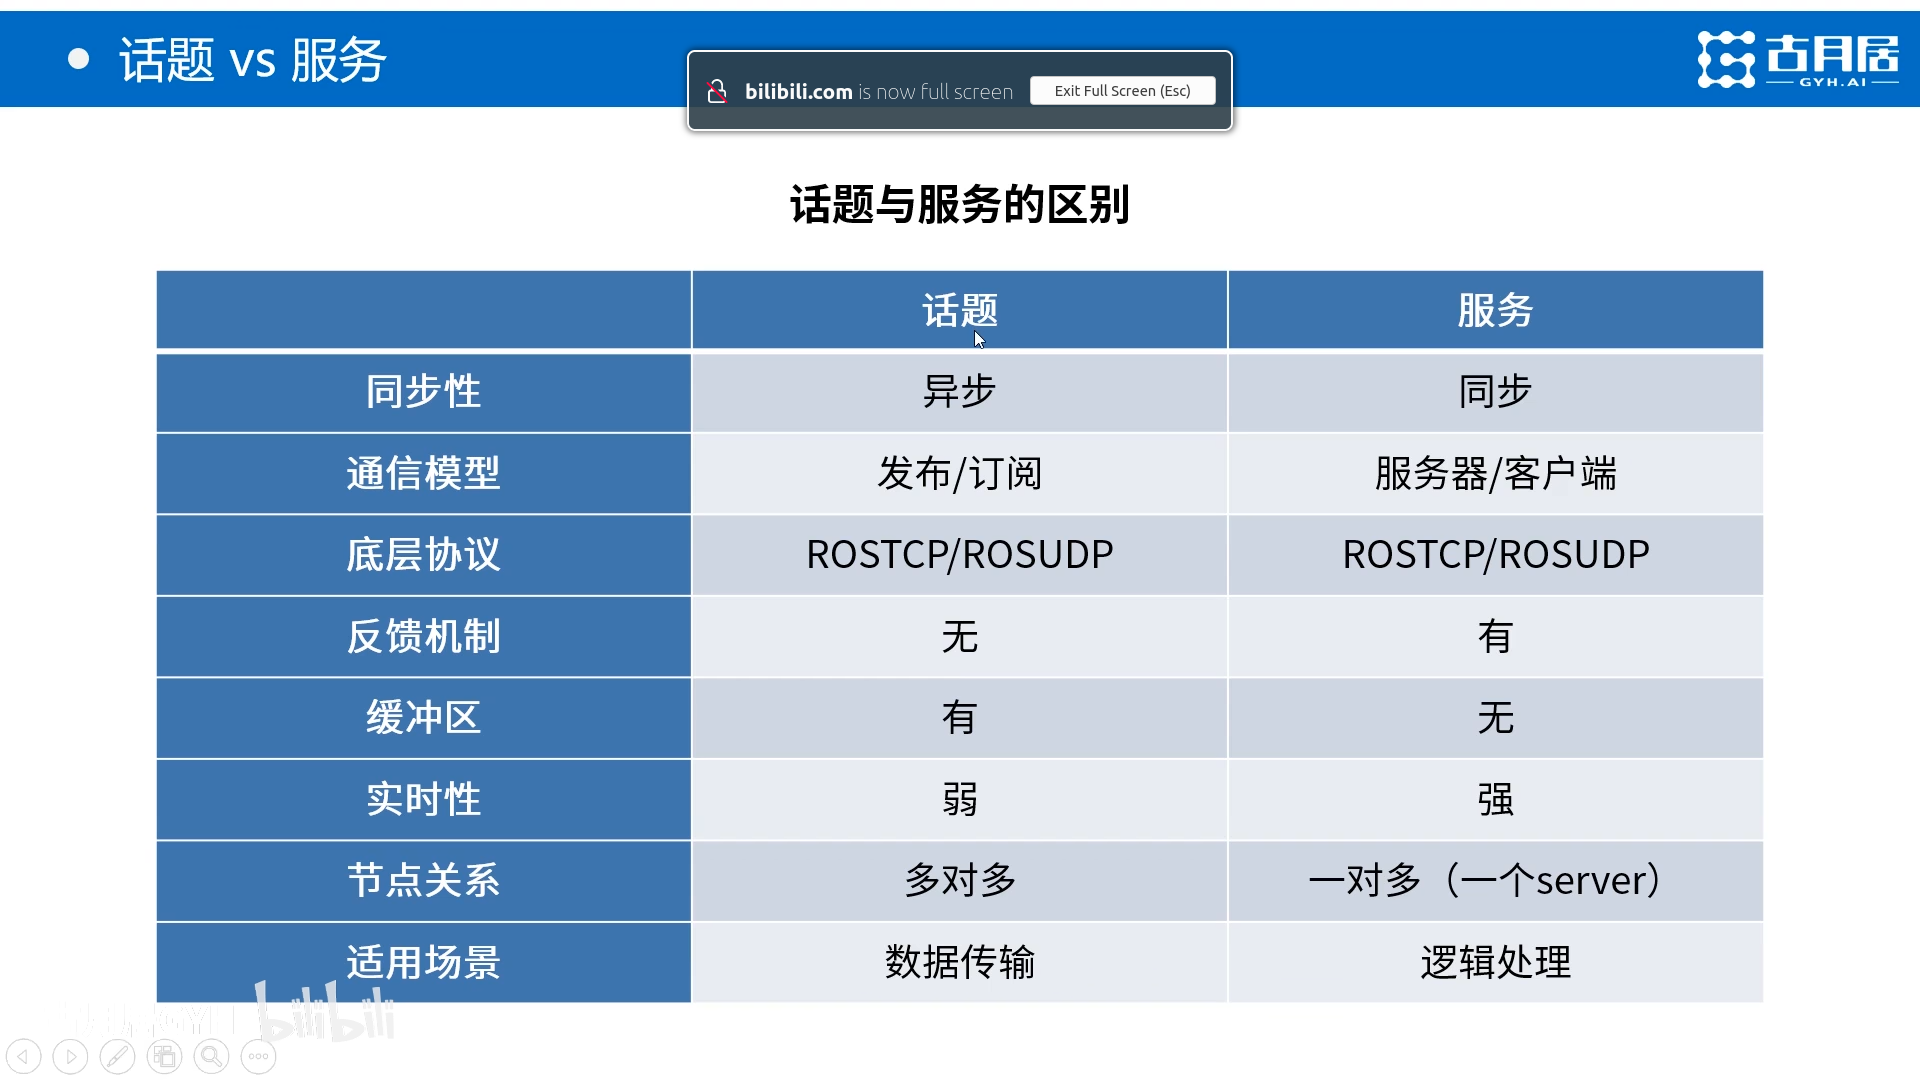 话题 vs 服务
古月居
GYH.AI
bilibili.com is now full screen
Exit Full Screen (Esc)
话题与服务的区别
话题 服务
同步性 异步 同步
通信模型 发布/订阅 服务器/客户端
底层协议 ROSTCP/ROSUDP ROSTCP/ROSUDP
反馈机制 无 有
缓冲区 有 无
实时性 弱 强
节点关系 多对多 一对多（一个server）
适用场景 数据传输 逻辑处理
bilibili